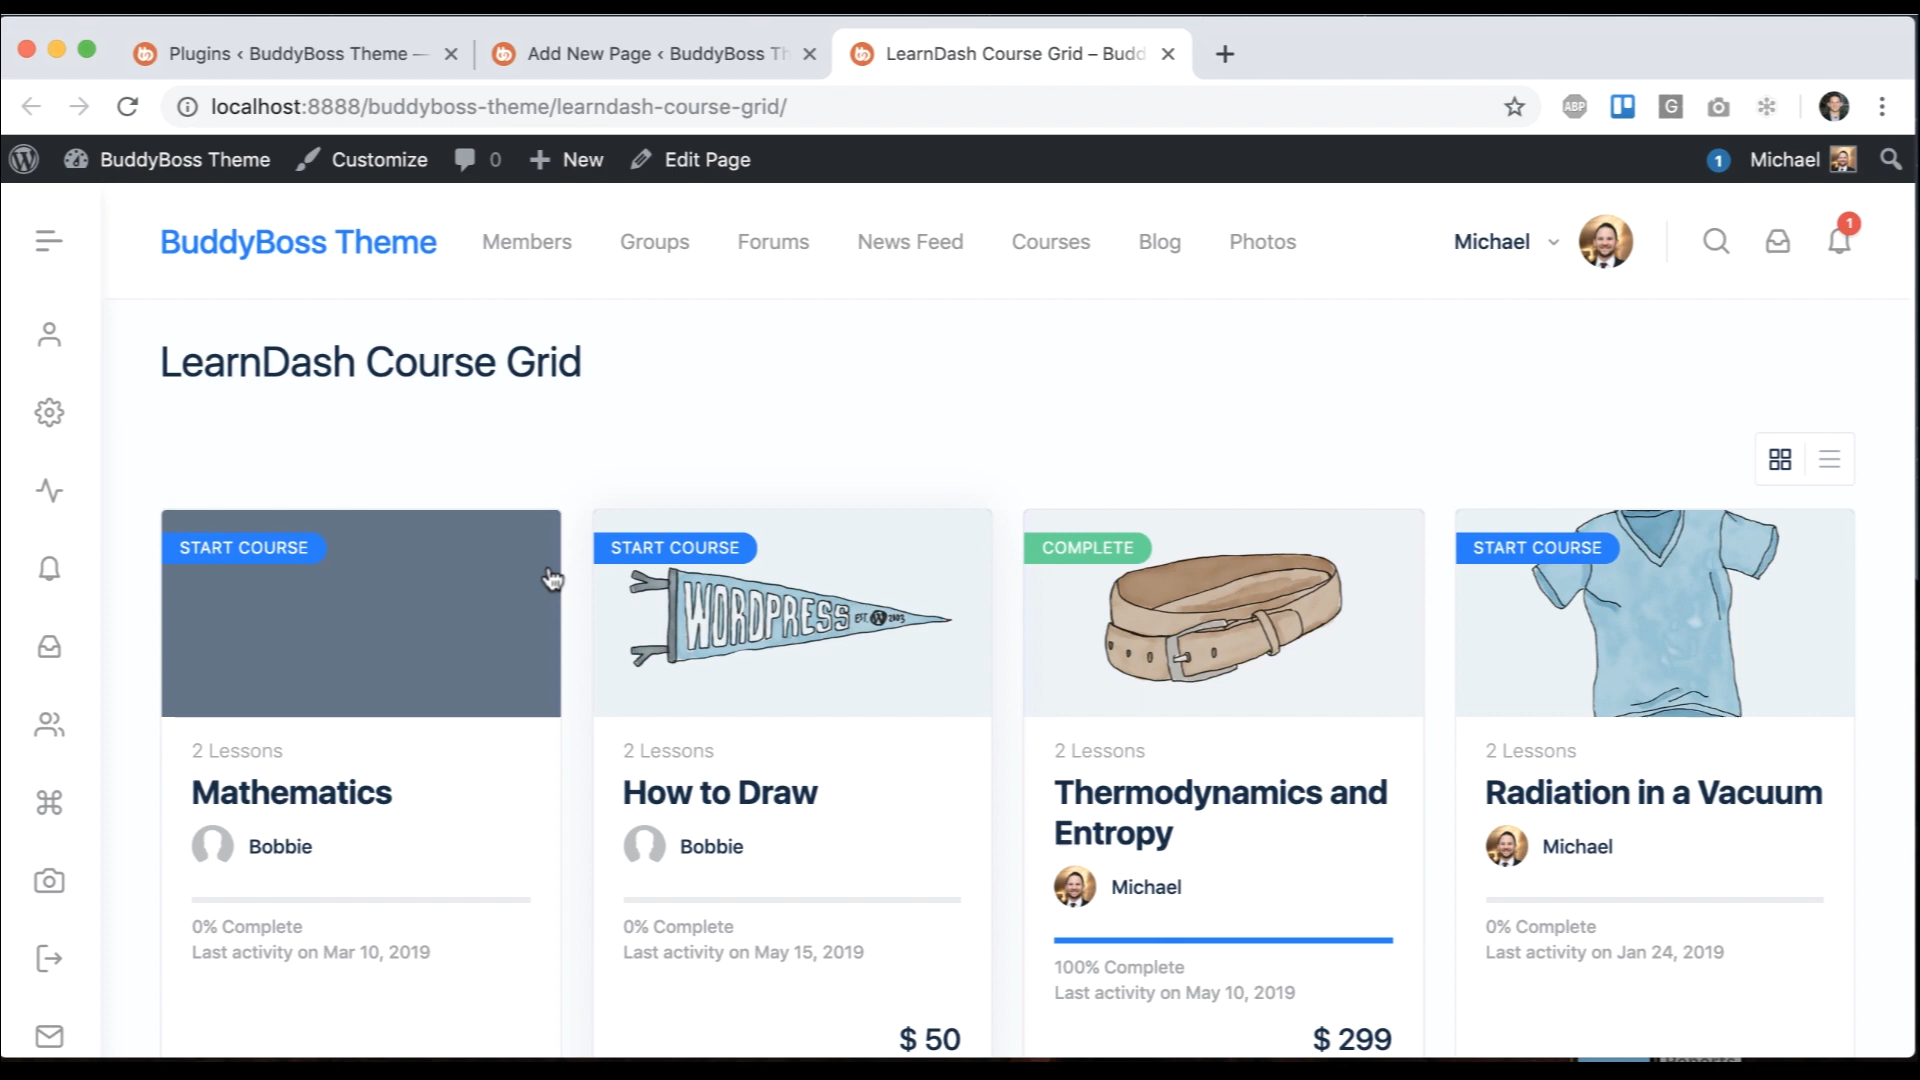 Plugins ‹ BuddyBoss Theme —
Add New Page ‹ BuddyBoss Th
LearnDash Course Grid – Budd
localhost:8888/buddyboss-theme/learndash-course-grid/
ABP
G
BuddyBoss Theme
Customize
0
New
Edit Page
1
Michael
BuddyBoss Theme
Members
Groups
Forums
News Feed
Courses
Blog
Photos
Michael
1
LearnDash Course Grid
START COURSE
2 Lessons
Mathematics
Bobbie
0% Complete
Last activity on Mar 10, 2019
START COURSE
WORDPRESS EST. 2003
2 Lessons
How to Draw
Bobbie
0% Complete
Last activity on May 15, 2019
$ 50
COMPLETE
2 Lessons
Thermodynamics and
Entropy
Michael
100% Complete
Last activity on May 10, 2019
$ 299
START COURSE
2 Lessons
Radiation in a Vacuum
Michael
0% Complete
Last activity on Jan 24, 2019